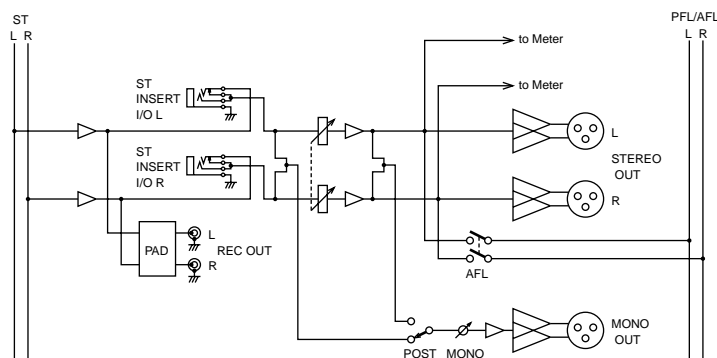 ST
L R
PFL/AFL
L R
to Meter
to Meter
ST
INSERT
I/O L
ST
INSERT
I/O R
L
STEREO
OUT
R
PAD
L
REC OUT
R
AFL
POST MONO
MONO
OUT